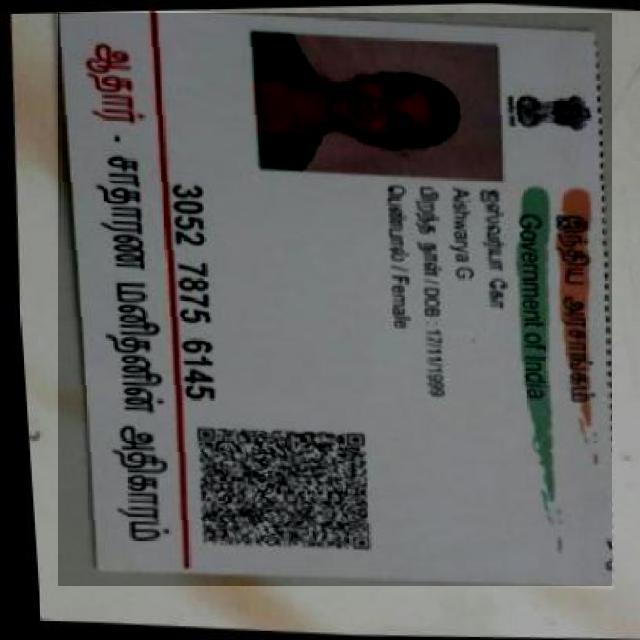 இந்திய அரசாங்கம்
Government of India
ஐஸ்வர்யா கோ
Aishwarya G
பிறந்த நாள் / DOB : 17/11/1999
பெண்பால் / Female
3052 7875 6145
ஆதார் - சாதாரண மனிதனின் அதிகாரம்